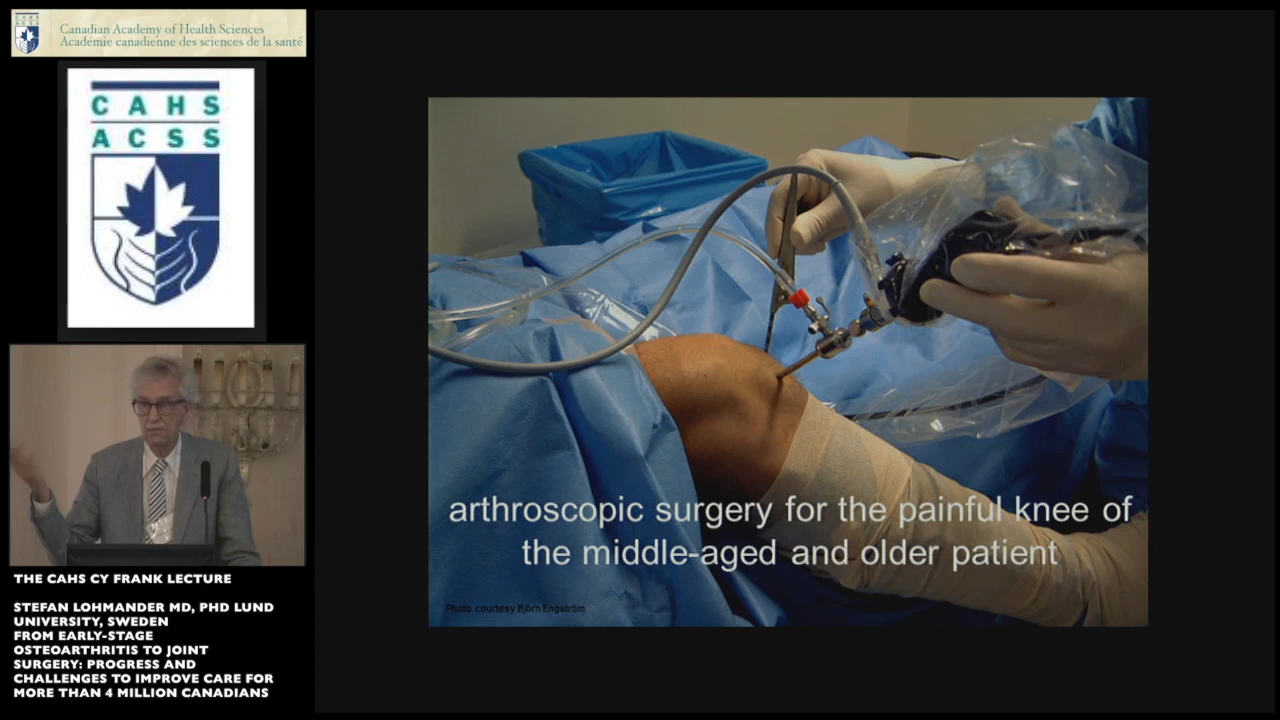 Canadian Academy of Health Sciences
Académie canadienne des sciences de la santé
CAHS
ACSS
THE CAHS CY FRANK LECTURE
STEFAN LOHMANDER MD, PHD LUND
UNIVERSITY, SWEDEN
FROM EARLY-STAGE
OSTEOARTHRITIS TO JOINT
SURGERY: PROGRESS AND
CHALLENGES TO IMPROVE CARE FOR
MORE THAN 4 MILLION CANADIANS
arthroscopic surgery for the painful knee of
the middle-aged and older patient
Photo courtesy Björn Engström